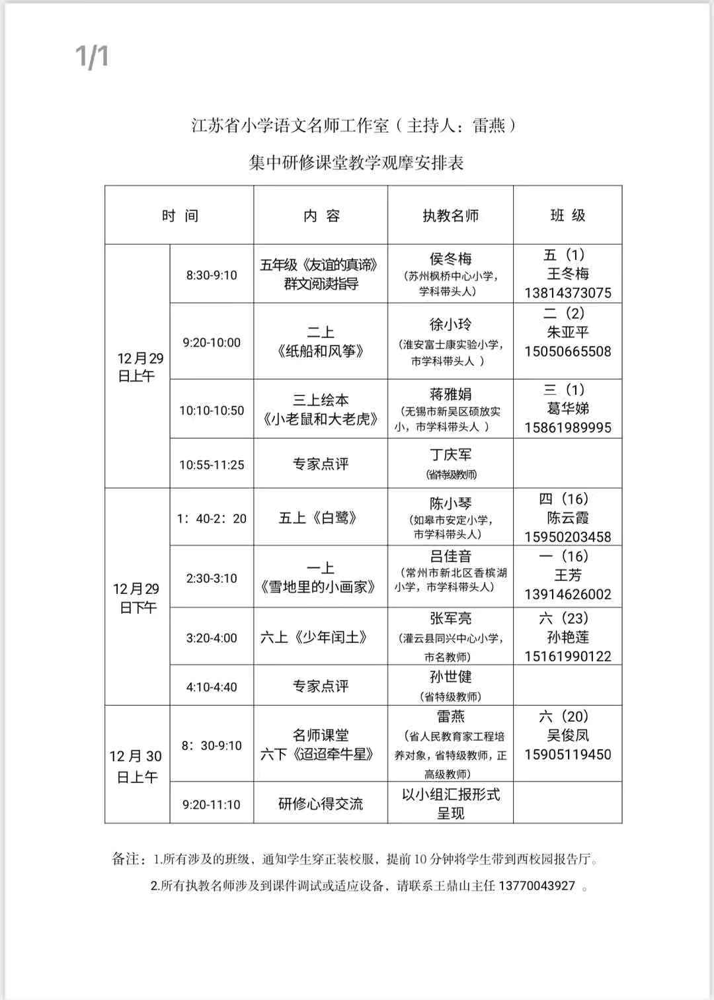 1/1
江苏省小学语文名师工作室（主持人：雷燕）
集中研修课堂教学观摩安排表
时 间
内 容
执教名师
班 级
12月29
日上午
8:30-9:10
五年级《友谊的真谛》
群文阅读指导
侯冬梅
（苏州枫桥中心小学，
学科带头人）
五（1）
王冬梅
13814373075
9:20-10:00
二上
《纸船和风筝》
徐小玲
（淮安富士康实验小学，
市学科带头人 ）
二（2）
朱亚平
15050665508
10:10-10:50
三上绘本
《小老鼠和大老虎》
蒋雅娟
（无锡市新吴区硕放实
小，市学科带头人 ）
三（1）
葛华娣
15861989995
10:55-11:25
专家点评
丁庆军
（省特级教师）
12月29
日下午
1：40-2：20
五上《白鹭》
陈小琴
（如皋市安定小学，
市学科带头人）
四（16）
陈云霞
15950203458
2:30-3:10
一上
《雪地里的小画家》
吕佳音
（常州市新北区香槟湖
小学，市学科带头人）
一（16）
王芳
13914626002
3:20-4:00
六上《少年闰土》
张军亮
（灌云县同兴中心小学，
市名教师）
六（23）
孙艳莲
15161990122
4:10-4:40
专家点评
孙世健
（省特级教师）
12月 30
日上午
8：30-9:10
名师课堂
六下《迢迢牵牛星》
雷燕
（省人民教育家工程培
养对象，省特级教师，正
高级教师）
六（20）
吴俊凤
15905119450
9:20-11:10
研修心得交流
以小组汇报形式
呈现
备注：1.所有涉及的班级，通知学生穿正装校服，提前10分钟将学生带到西校园报告厅。
2.所有执教名师涉及到课件调试或适应设备，请联系王鼎山主任 13770043927 。